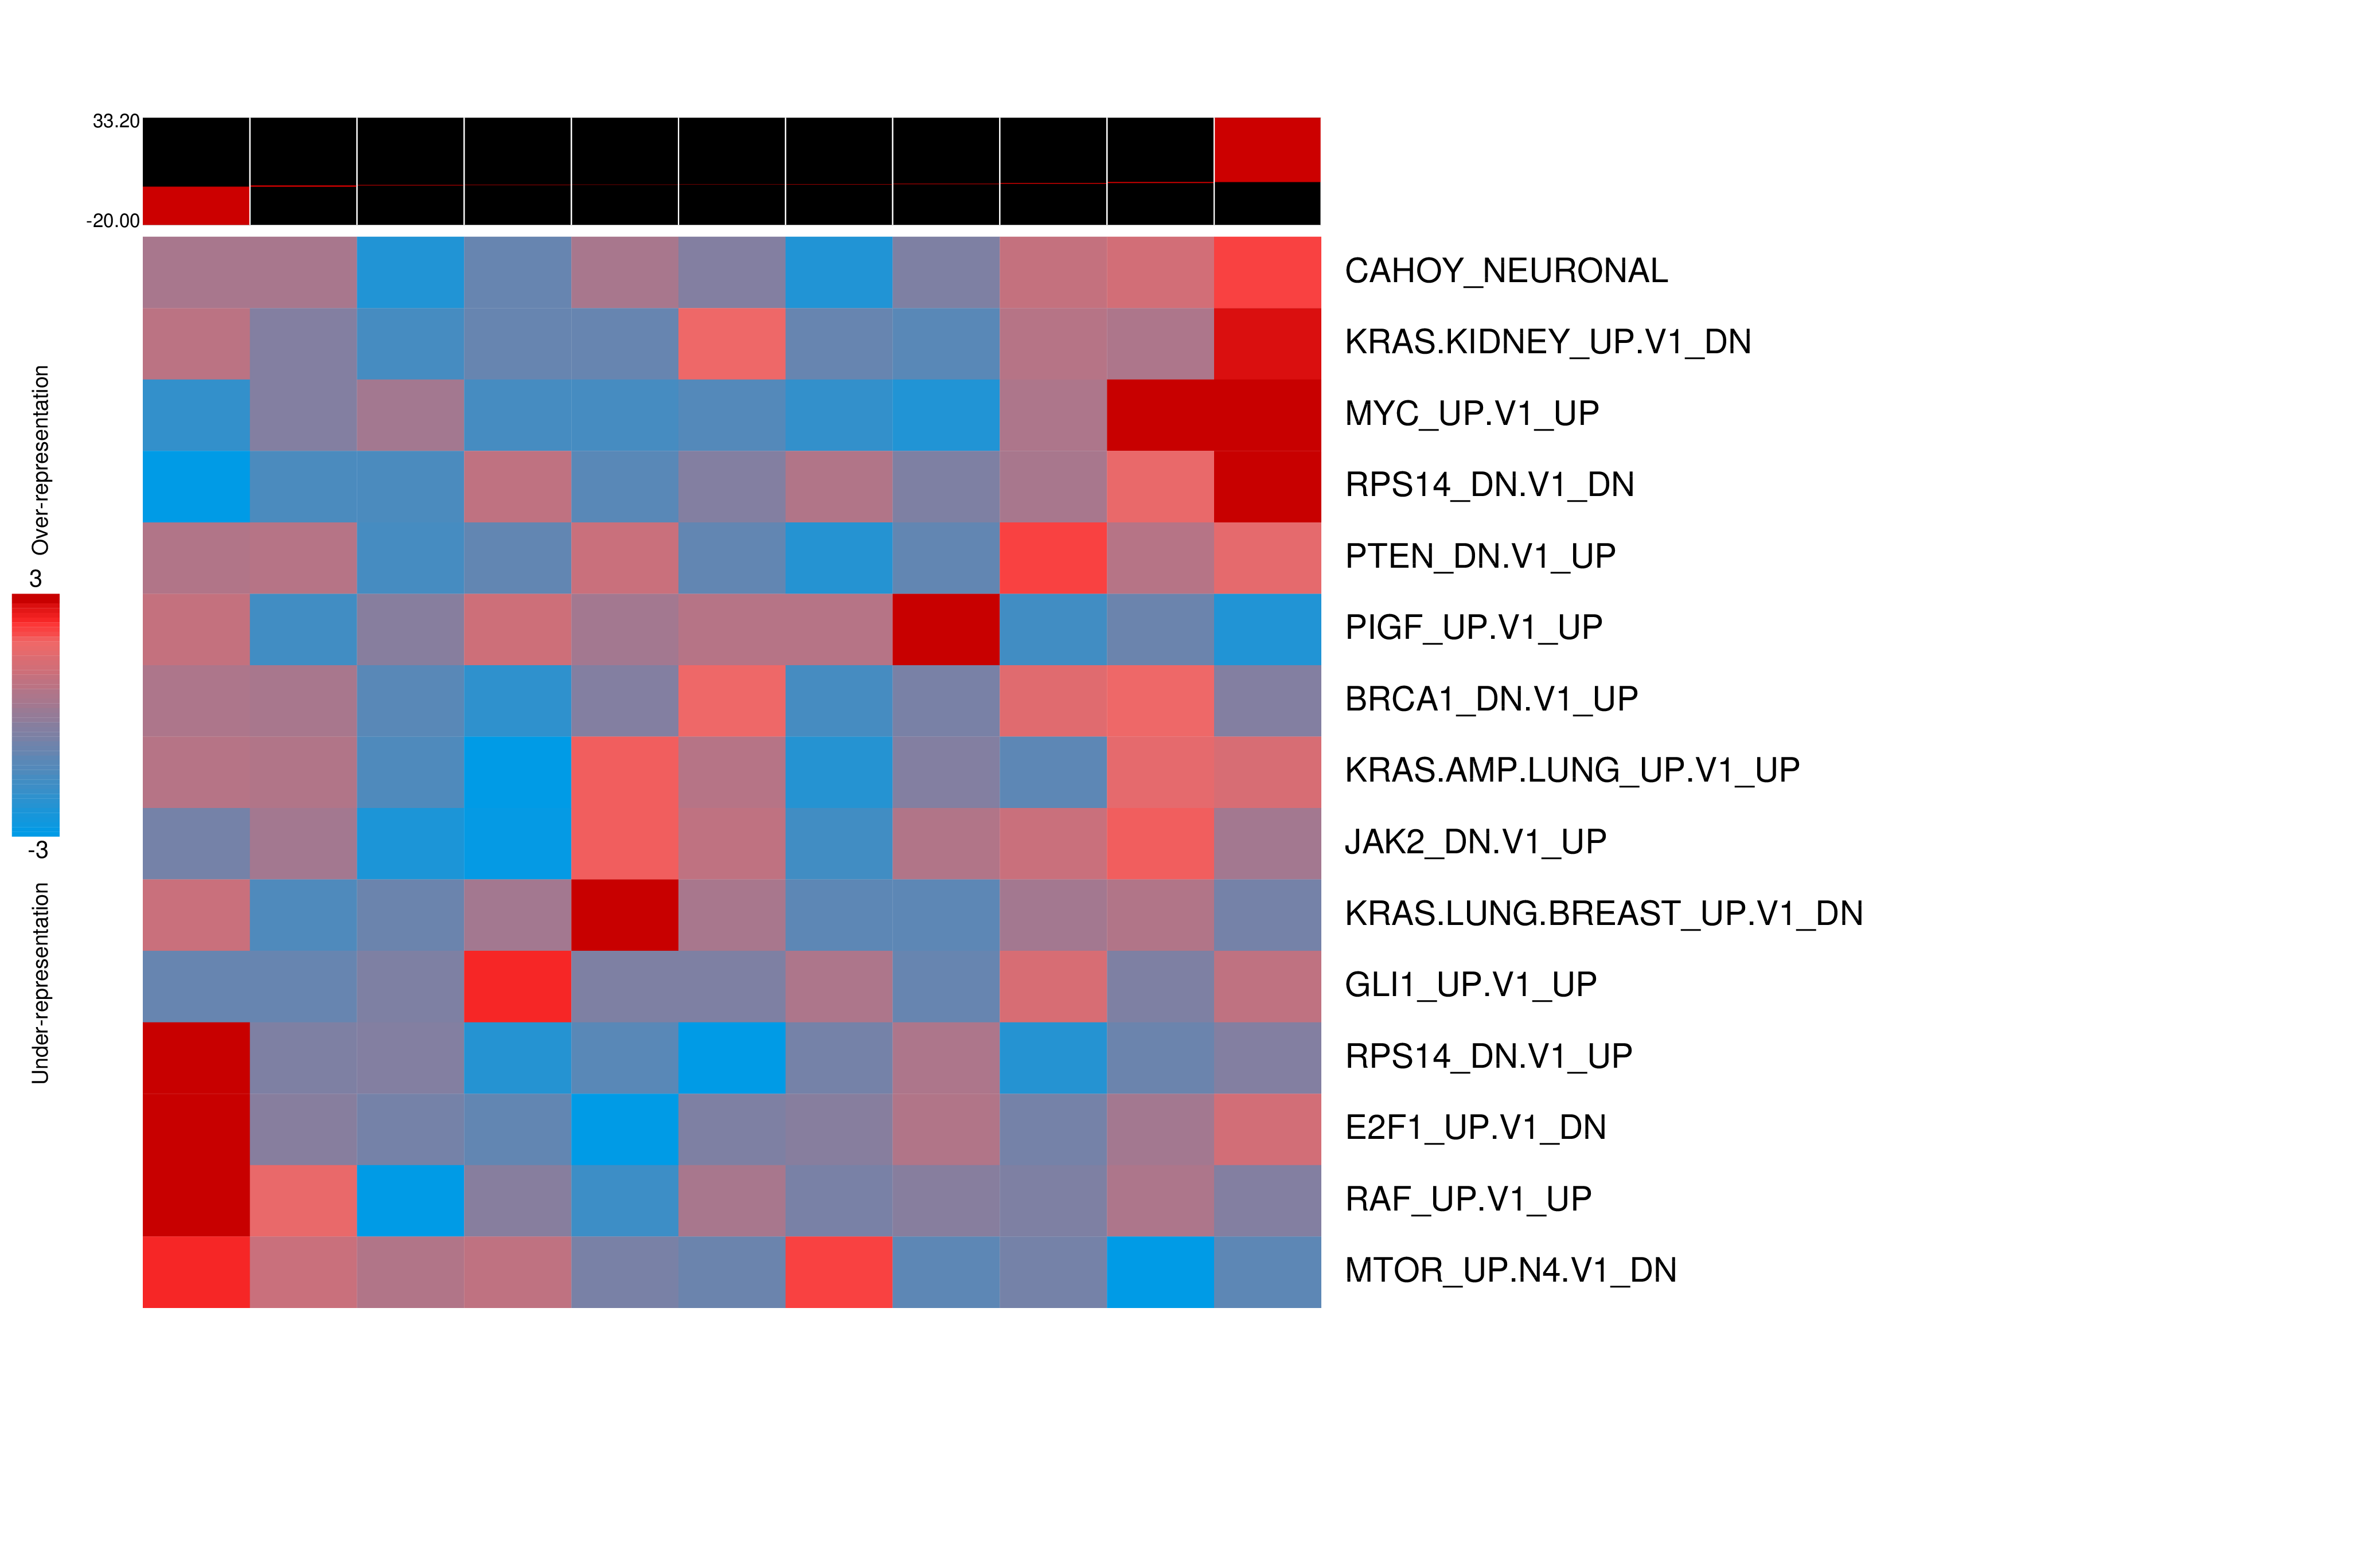 33.20
-20.00
CAHOY_NEURONAL
KRAS.KIDNEY_UP.V1_DN
MYC_UP.V1_UP
RPS14_DN.V1_DN
PTEN_DN.V1_UP
PIGF_UP.V1_UP
BRCA1_DN.V1_UP
KRAS.AMP.LUNG_UP.V1_UP
JAK2_DN.V1_UP
KRAS.LUNG.BREAST_UP.V1_DN
GLI1_UP.V1_UP
RPS14_DN.V1_UP
E2F1_UP.V1_DN
RAF_UP.V1_UP
MTOR_UP.N4.V1_DN
Over-representation
3
-3
Under-representation